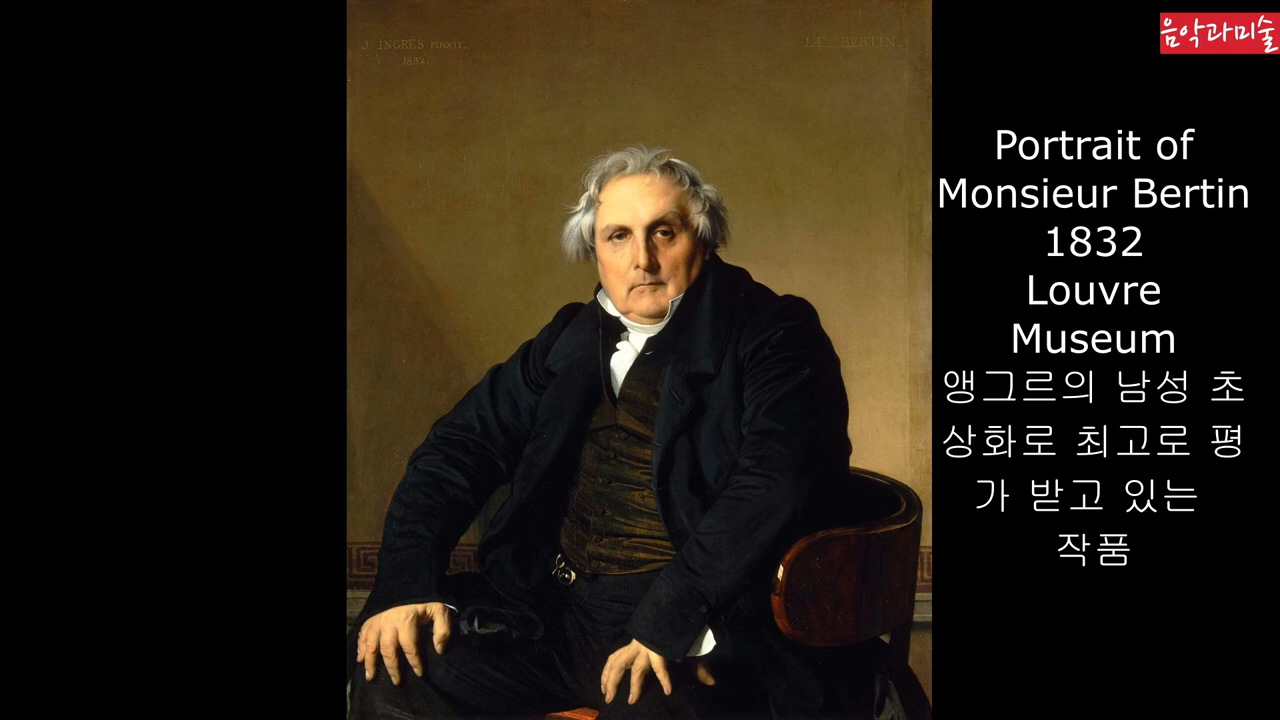 J. INGRES PINXIT.
1832.
L.F. BERTIN.
음악과미술
Portrait of
Monsieur Bertin
1832
Louvre
Museum
앵그르의 남성 초
상화로 최고로 평
가 받고 있는
작품